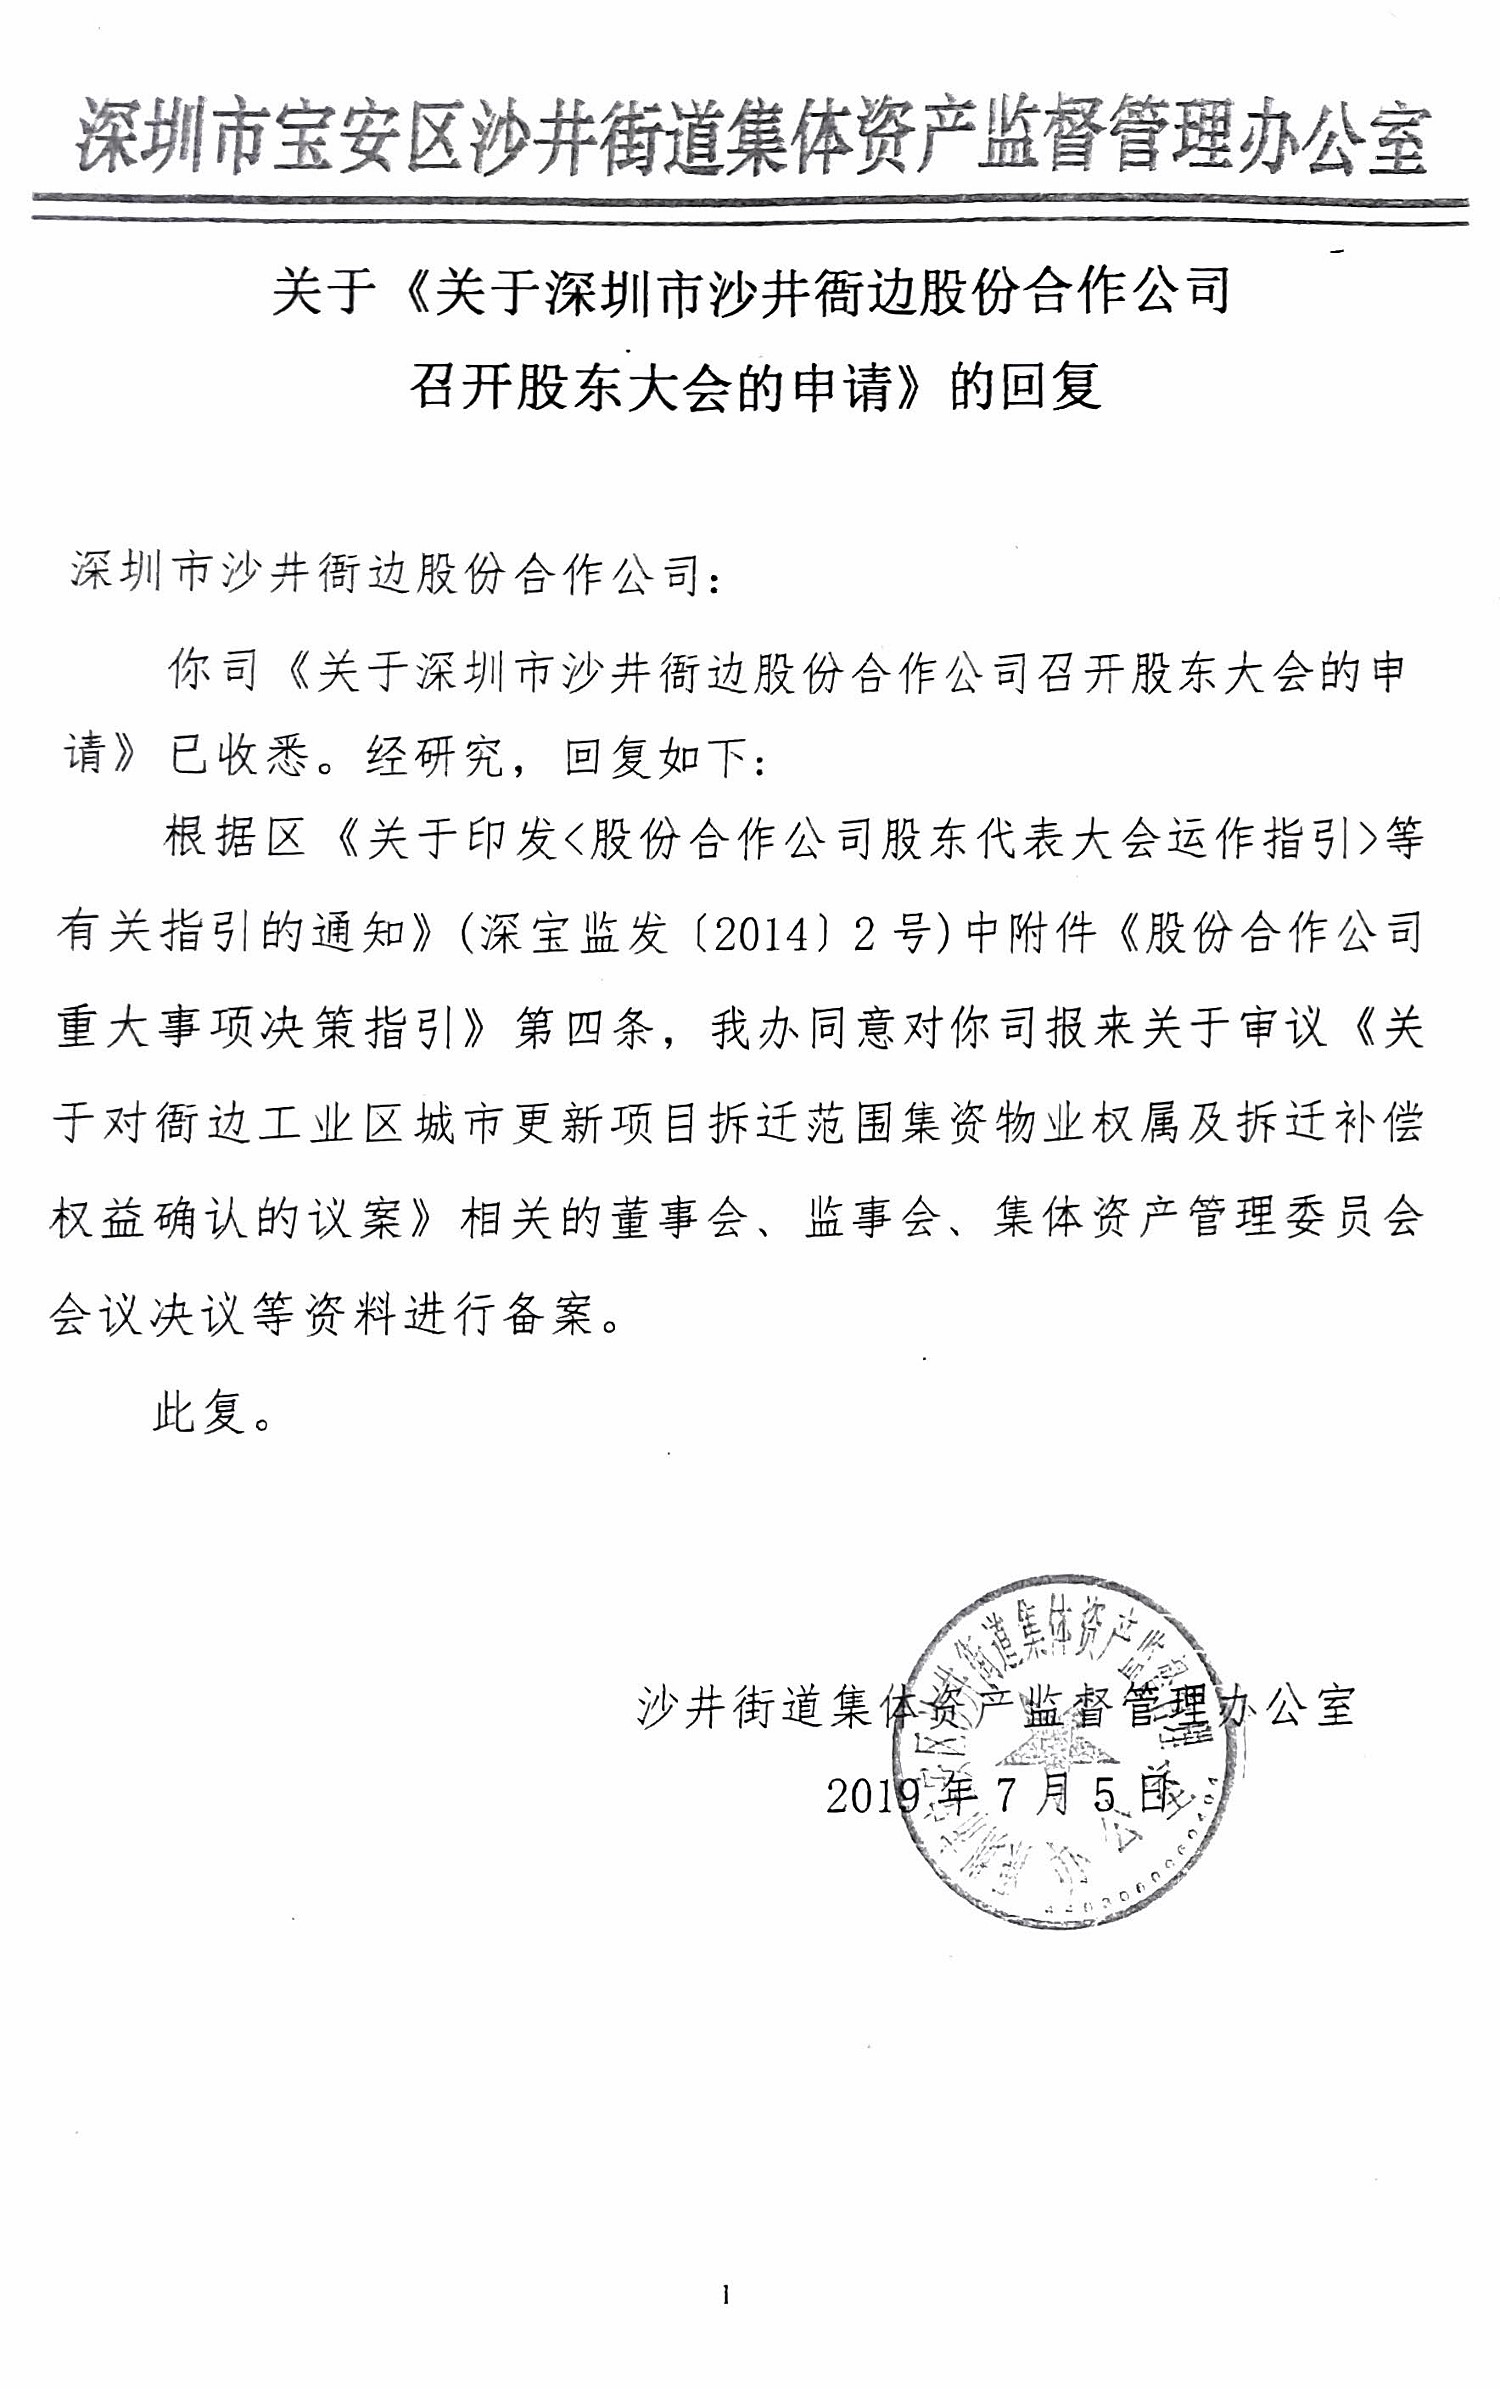 深圳市宝安区沙井街道集体资产监督管理办公室
关于《关于深圳市沙井衙边股份合作公司
召开股东大会的申请》的回复
深圳市沙井衙边股份合作公司：
你司《关于深圳市沙井衙边股份合作公司召开股东大会的申
请》已收悉。经研究，回复如下：
根据区《关于印发<股份合作公司股东代表大会运作指引>等
有关指引的通知》(深宝监发〔2014〕2号)中附件《股份合作公司
重大事项决策指引》第四条，我办同意对你司报来关于审议《关
于对衙边工业区城市更新项目拆迁范围集资物业权属及拆迁补偿
权益确认的议案》相关的董事会、监事会、集体资产管理委员会
会议决议等资料进行备案。
此复。
沙井街道集体资产监督管理办公室
2019年7月5日
深圳市宝安区沙井街道集体资产监督管理办公室
1